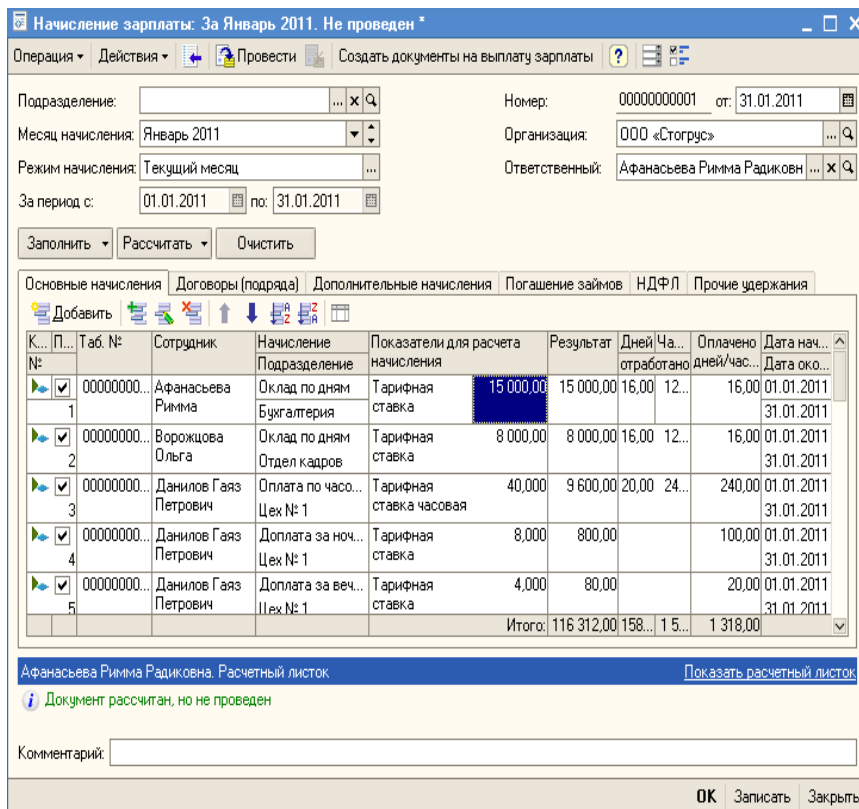 Начисление зарплаты: За Январь 2011. Не проведен *
Операция Действия Провести Создать документы на выплату зарплаты ?
Подразделение: ... x Номер: 00000000001 от: 31.01.2011
Месяц начисления: Январь 2011 Организация: ООО «Стогрус» ...
Режим начисления: Текущий месяц ... Ответственный: Афанасьева Римма Радиковн ... x
За период с: 01.01.2011 по: 31.01.2011
Заполнить Рассчитать Очистить
Основные начисления Договоры (подряда) Дополнительные начисления Погашение займов НДФЛ Прочие удержания
Добавить
К... П... Таб. № Сотрудник Начисление Показатели для расчета Результат Дней Ча... Оплачено Дата нач...
№ Подразделение начисления отработано дней/час... Дата око...
✓ 00000000... Афанасьева Оклад по дням Тарифная 15 000,00 15 000,00 16,00 12... 16,00 01.01.2011
1 Римма Бухгалтерия ставка 31.01.2011
✓ 00000000... Ворожцова Оклад по дням Тарифная 8 000,00 8 000,00 16,00 12... 16,00 01.01.2011
2 Ольга Отдел кадров ставка 31.01.2011
✓ 00000000... Данилов Гаяз Оплата по часо... Тарифная 40,000 9 600,00 20,00 24... 240,00 01.01.2011
3 Петрович Цех № 1 ставка часовая 31.01.2011
✓ 00000000... Данилов Гаяз Доплата за ноч... Тарифная 8,000 800,00 100,00 01.01.2011
4 Петрович Цех № 1 ставка 31.01.2011
✓ 00000000... Данилов Гаяз Доплата за веч... Тарифная 4,000 80,00 20,00 01.01.2011
5 Петрович Цех № 1 ставка 31.01.2011
Итого: 116 312,00 158... 1 5... 1 318,00
Афанасьева Римма Радиковна. Расчетный листок Показать расчетный листок
Документ рассчитан, но не проведен
Комментарий:
OK Записать Закрыть